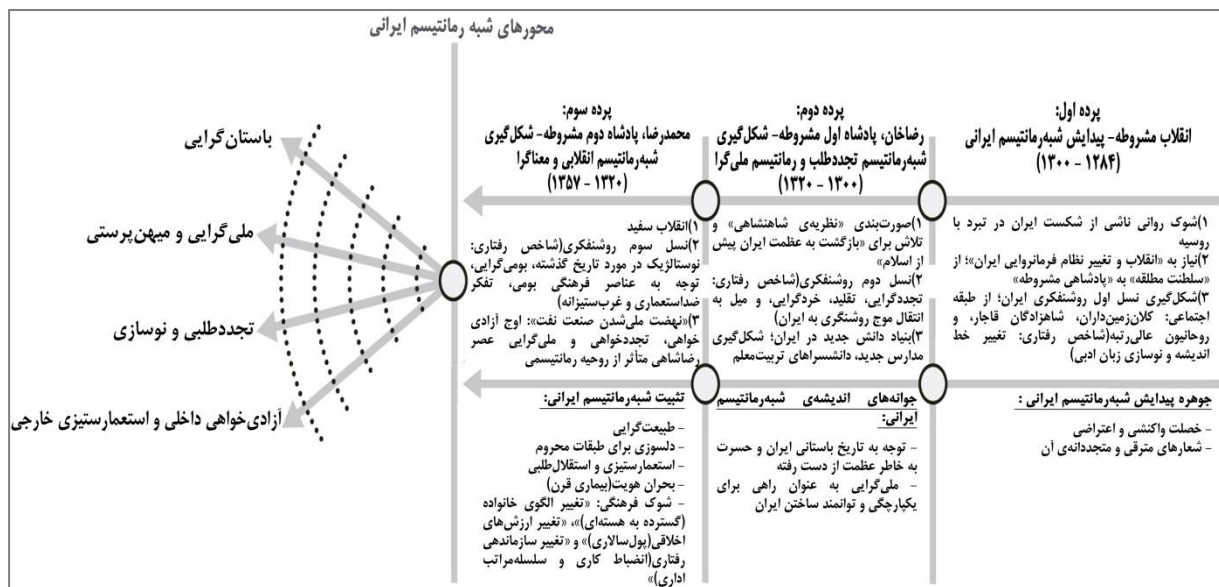 محورهای شبه رمانتیسم ایرانی
پرده اول:
انقلاب مشروطه- پیدایش شبه‌رمانتیسم ایرانی
(۱۲۸۴ - ۱۳۰۰)
۱)شوک روانی ناشی از شکست ایران در نبرد با
روسیه
۲)نیاز به «انقلاب و تغییر نظام فرمانروایی ایران»؛ از
«سلطنت مطلقه» به «پادشاهی مشروطه»
۳)شکل‌گیری نسل اول روشنفکری ایران؛ از طبقه
اجتماعی: کلان‌زمین‌داران، شاهزادگان قاجار، و
روحانیون عالی‌رتبه(شاخص رفتاری: تغییر خط
اندیشه و نوسازی زبان ادبی)
جوهره پیدایش شبه‌رمانتیسم ایرانی :
- خصلت واکنشی و اعتراضی
- شعارهای مترقی و متجددانه‌ی آن
پرده دوم:
رضاخان، پادشاه اول مشروطه- شکل‌گیری
شبه‌رمانتیسم تجددطلب و رمانتیسم ملی‌گرا
(۱۳۰۰ - ۱۳۲۰)
۱)صورت‌بندی «نظریه‌ی شاهنشاهی» و
تلاش برای «بازگشت به عظمت ایران پیش
از اسلام»
۲)نسل دوم روشنفکری(شاخص رفتاری:
تجددگرایی، تقلید، خردگرایی، و میل به
انتقال موج روشنگری به ایران)
۳)بنیاد دانش جدید در ایران؛ شکل‌گیری
مدارس جدید، دانشسراهای تربیت‌معلم
جوانه‌های اندیشه‌ی شبه‌رمانتیسم
ایرانی:
- توجه به تاریخ باستانی ایران و حسرت
به خاطر عظمت از دست رفته
- ملی‌گرایی به عنوان راهی برای
یکپارچگی و توانمند ساختن ایران
پرده سوم:
محمدرضا، پادشاه دوم مشروطه- شکل‌گیری
شبه‌رمانتیسم انقلابی و معناگرا
(۱۳۲۰ - ۱۳۵۷)
۱)انقلاب سفید
۲)نسل سوم روشنفکری(شاخص رفتاری:
نوستالژیک در مورد تاریخ گذشته، بومی‌گرایی،
توجه به عناصر فرهنگی بومی، تفکر
ضداستعماری و غرب‌ستیزانه)
۳)«نهضت ملی‌شدن صنعت نفت»: اوج آزادی
خواهی، تجددخواهی و ملی‌گرایی عصر
رضاشاهی متأثر از روحیه رمانتیسمی
تثبیت شبه‌رمانتیسم ایرانی:
- طبیعت‌گرایی
- دلسوزی برای طبقات محروم
- استعمارستیزی و استقلال‌طلبی
- بحران هویت(بیماری قرن)
- شوک فرهنگی: «تغییر الگوی خانواده
(گسترده به هسته‌ای)»، «تغییر ارزش‌های
اخلاقی(پول‌سالاری)» و «تغییر سازماندهی
رفتاری(انضباط کاری و سلسله‌مراتب
اداری)»
باستان‌گرایی
ملی‌گرایی و میهن‌پرستی
تجددطلبی و نوسازی
آزادی‌خواهی داخلی و استعمارستیزی خارجی